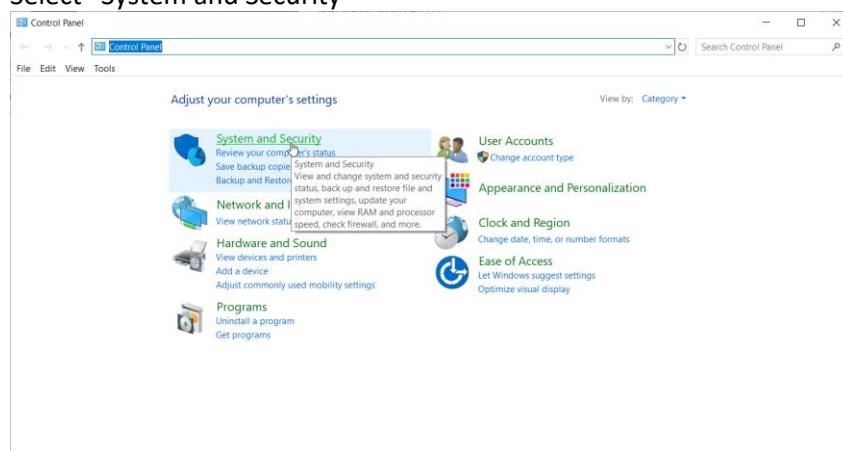 Select "System and Security"
Control Panel
Control Panel
Search Control Panel
File Edit View Tools
Adjust your computer's settings
View by: Category
System and Security
Review your computer's status
Save backup copie
Backup and Restor
System and Security
View and change system and security
status, back up and restore file and
system settings, update your
computer, view RAM and processor
speed, check firewall, and more.
Network and I
View network statu
Hardware and Sound
View devices and printers
Add a device
Adjust commonly used mobility settings
Programs
Uninstall a program
Get programs
User Accounts
Change account type
Appearance and Personalization
Clock and Region
Change date, time, or number formats
Ease of Access
Let Windows suggest settings
Optimize visual display